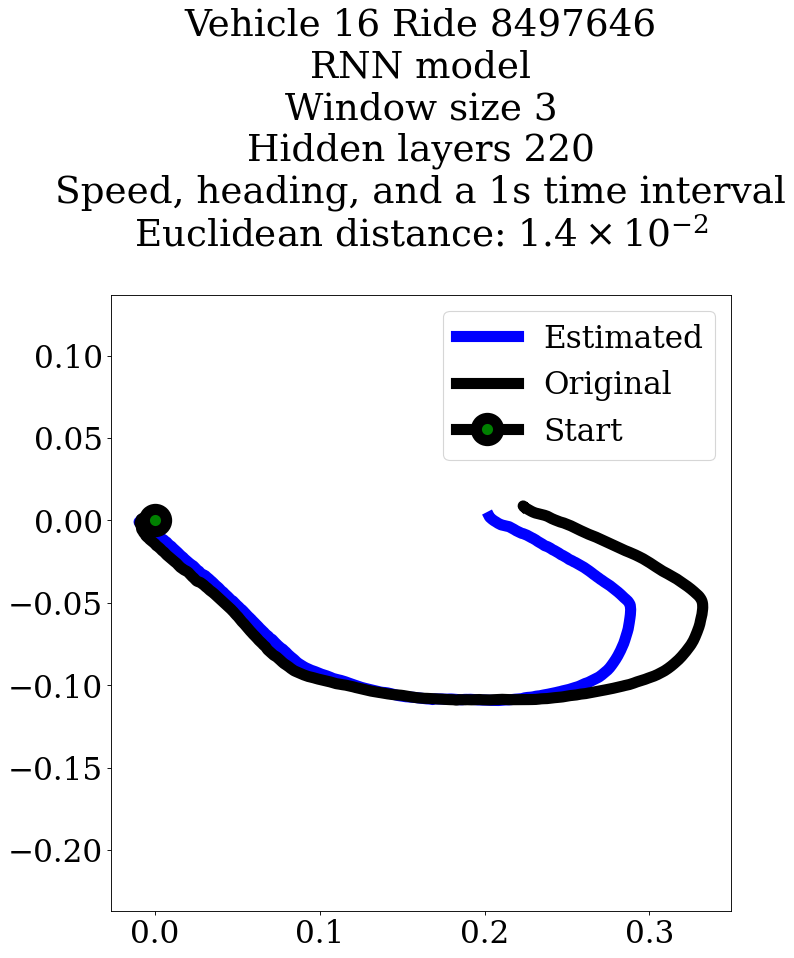 Vehicle 16 Ride 8497646
RNN model
Window size 3
Hidden layers 220
Speed, heading, and a 1s time interval
Euclidean distance: 1.4 × 10⁻²
Estimated
Original
Start
0.10
0.05
0.00
−0.05
−0.10
−0.15
−0.20
0.0 0.1 0.2 0.3